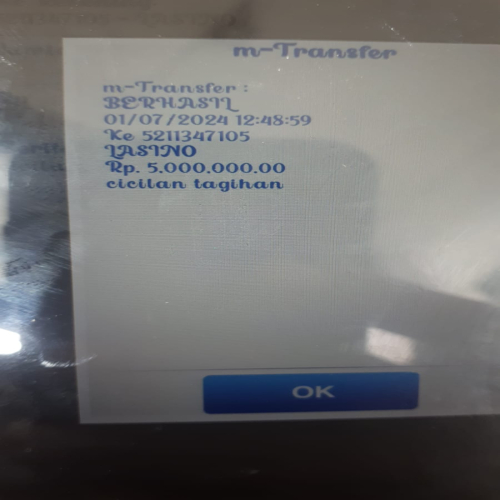 m-Transfer
m-Transfer :
BERHASIL
01/07/2024 12:48:59
Ke 5211347105
LASINO
Rp. 5.000.000.00
cicilan tagihan
OK